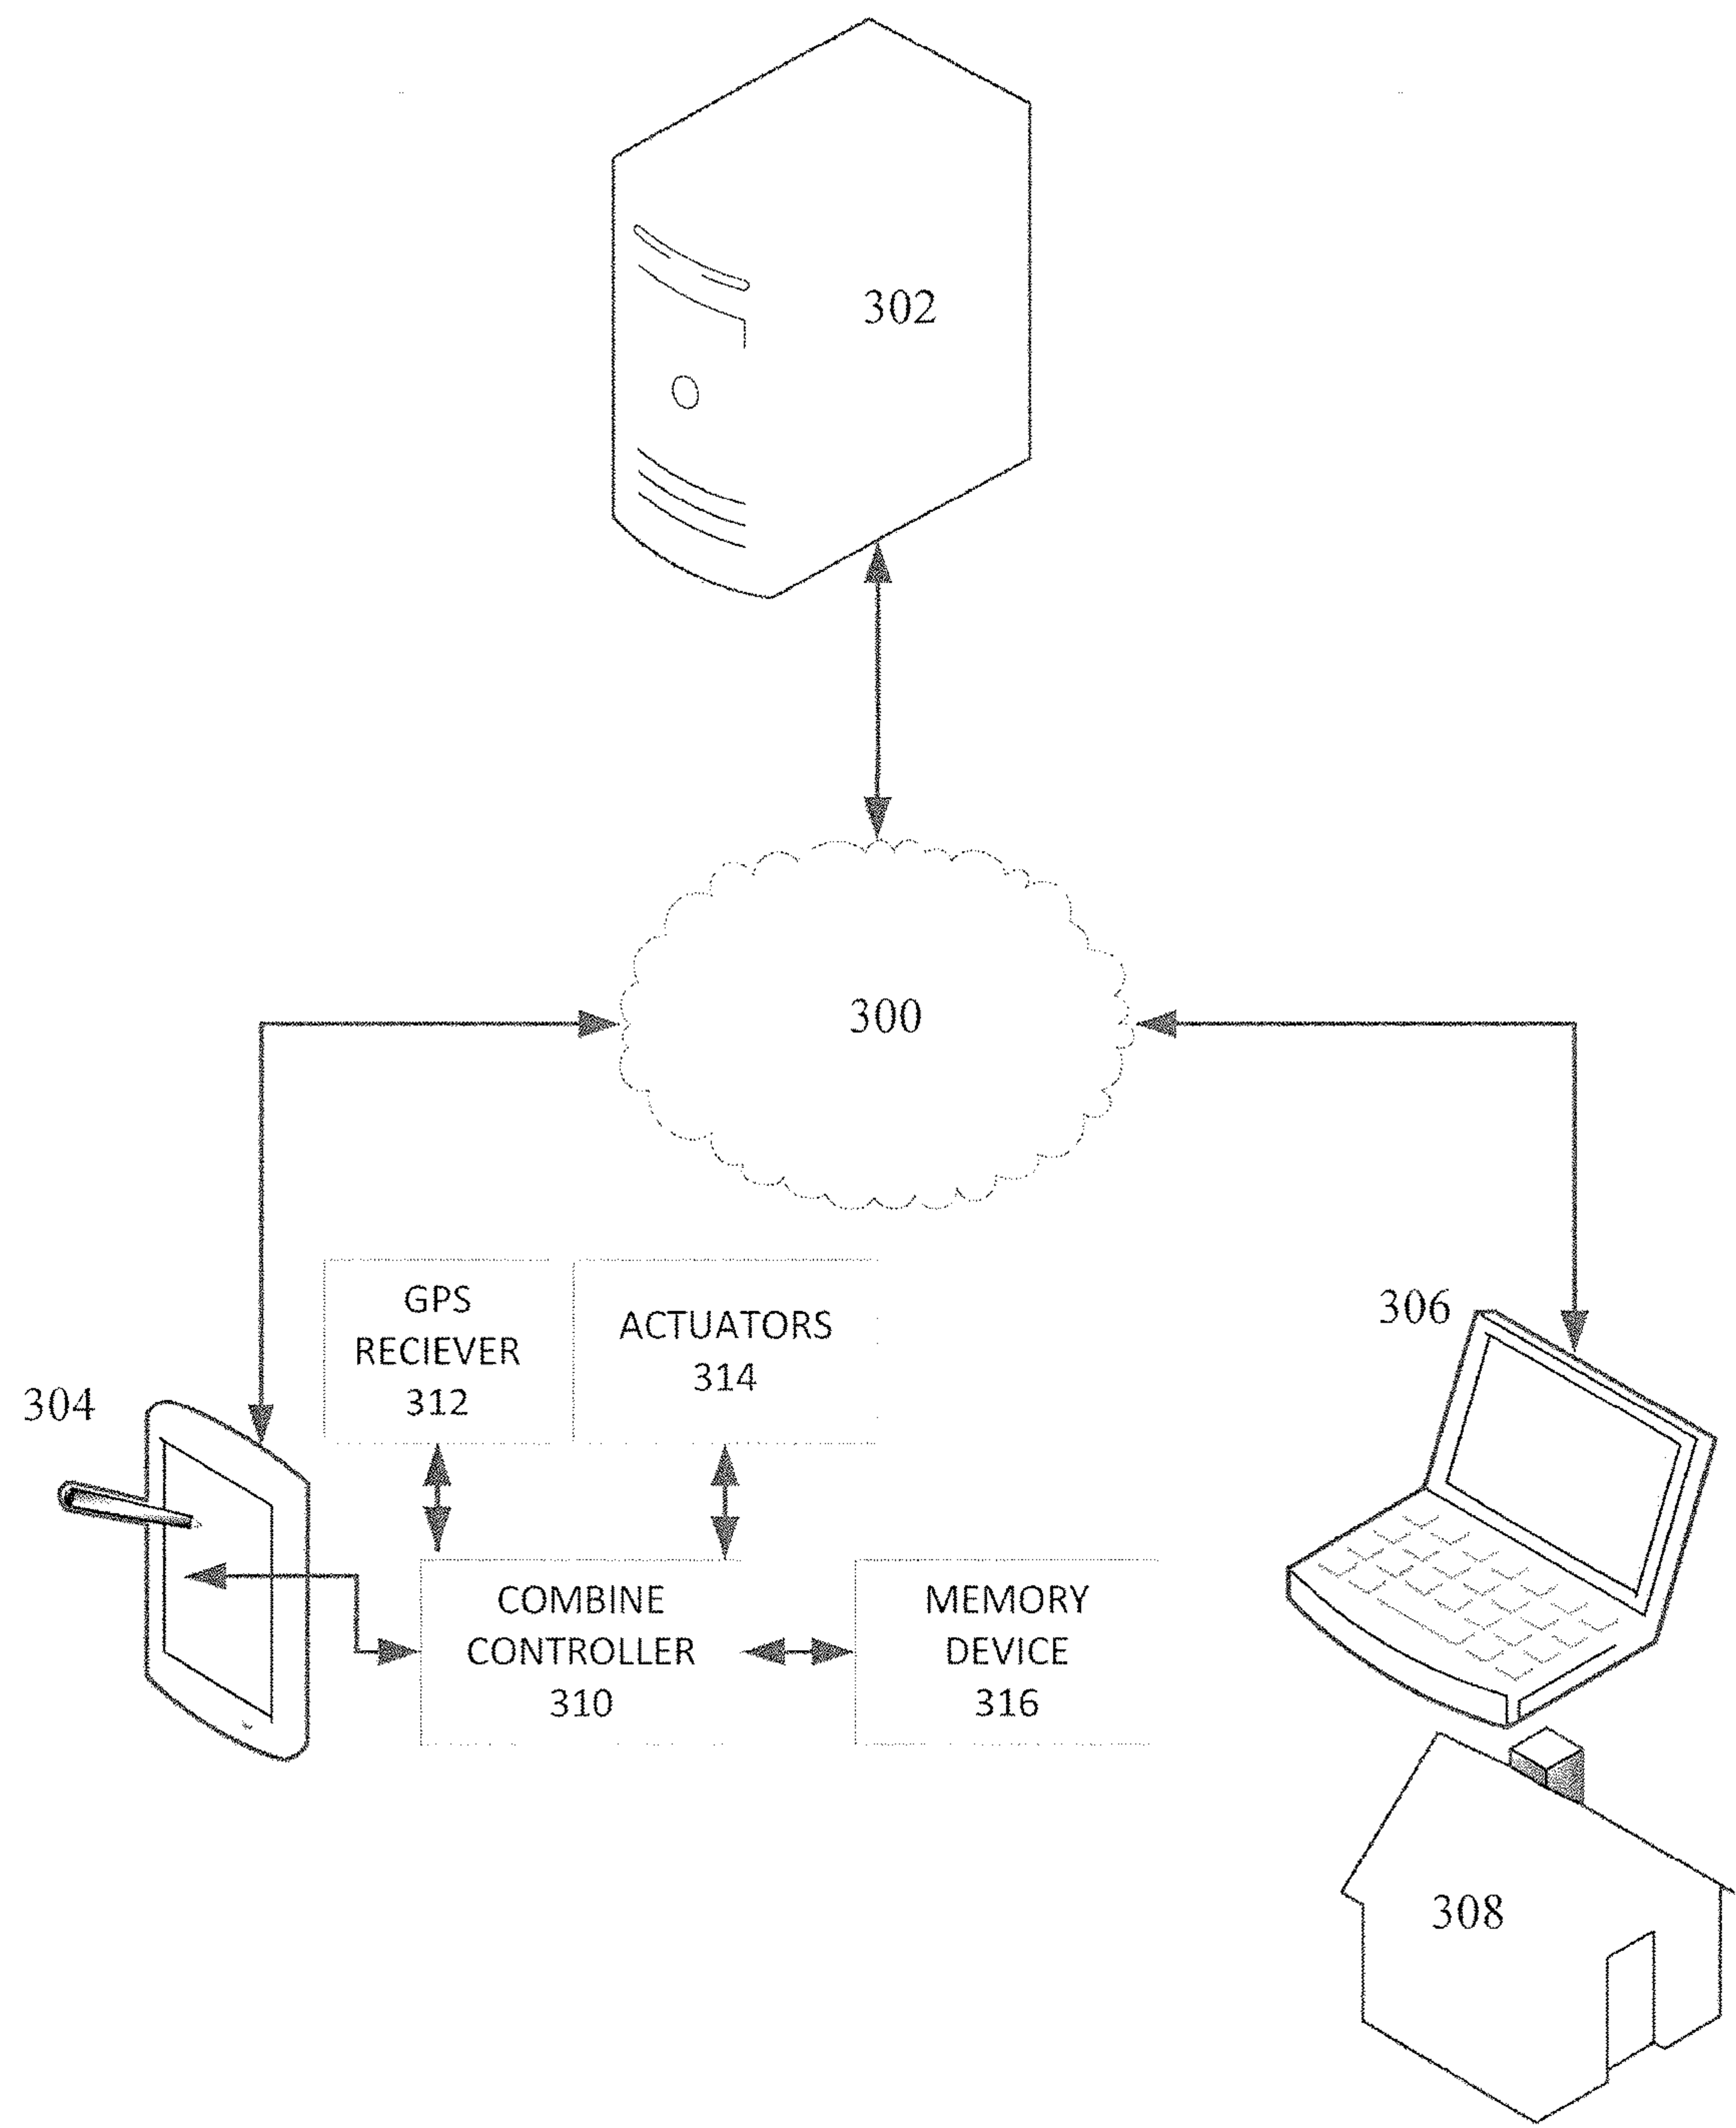 302
300
GPS
RECIEVER
312
ACTUATORS
314
306
304
COMBINE
CONTROLLER
310
MEMORY
DEVICE
316
308